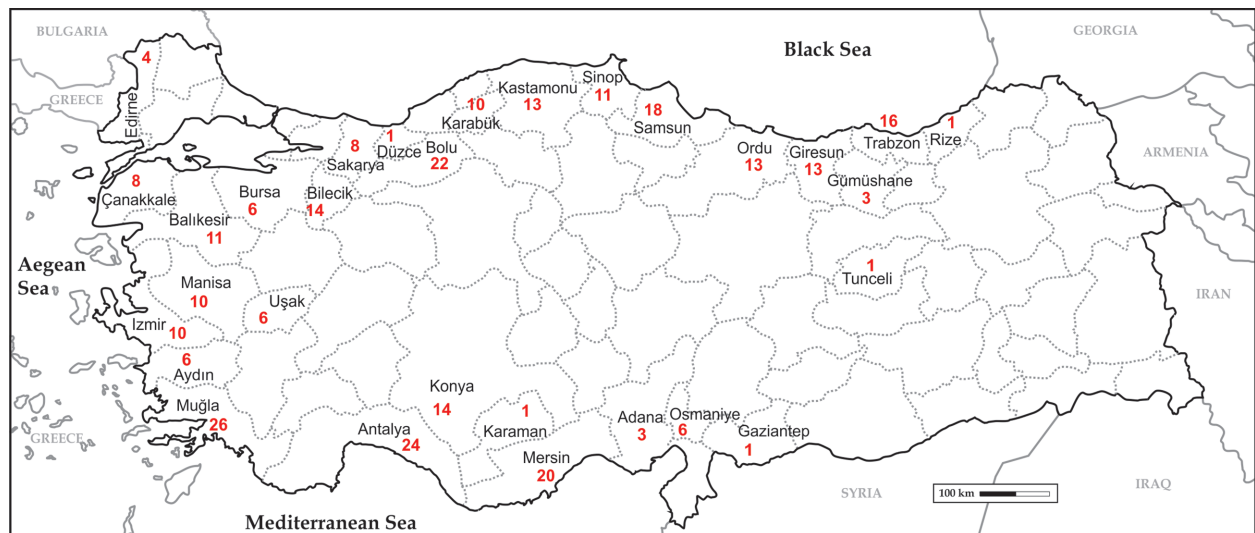 BULGARIA
Black Sea
GEORGIA
4
GREECE
Edirne
Sinop
11
Kastamonu
13
10
Karabük
18
Samsun
1
Düzce
8
Sakarya
Bolu
22
16
Trabzon
1
Rize
Ordu
13
Giresun
13
Gümüshane
3
ARMENIA
8
Çanakkale
Bursa
6
Bilecik
14
Balıkesir
11
Aegean
Sea
Manisa
10
Uşak
6
1
Tunceli
IRAN
Izmir
10
6
Aydın
Muğla
26
GREECE
Konya
14
1
Karaman
Antalya
24
Mersin
20
Adana
3
Osmaniye
6
Gaziantep
1
SYRIA
100 km
IRAQ
Mediterranean Sea